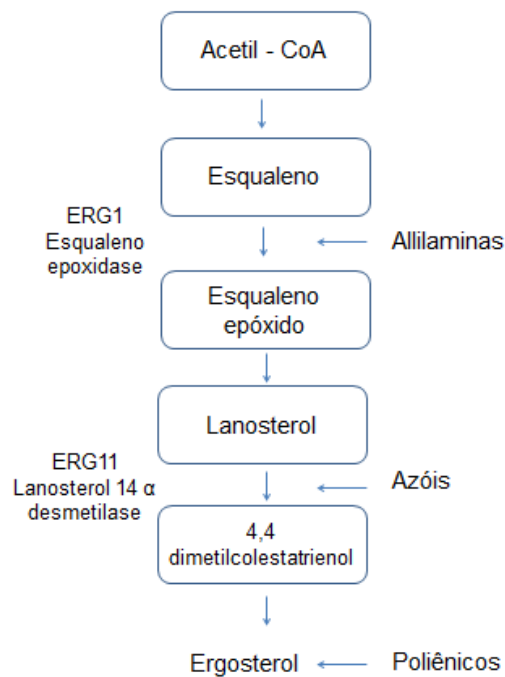 Acetil - CoA
Esqualeno
ERG1
Esqualeno
epoxidase
Allilaminas
Esqualeno
epóxido
Lanosterol
ERG11
Lanosterol 14 α
desmetilase
Azóis
4,4
dimetilcolestatrienol
Ergosterol
Poliênicos